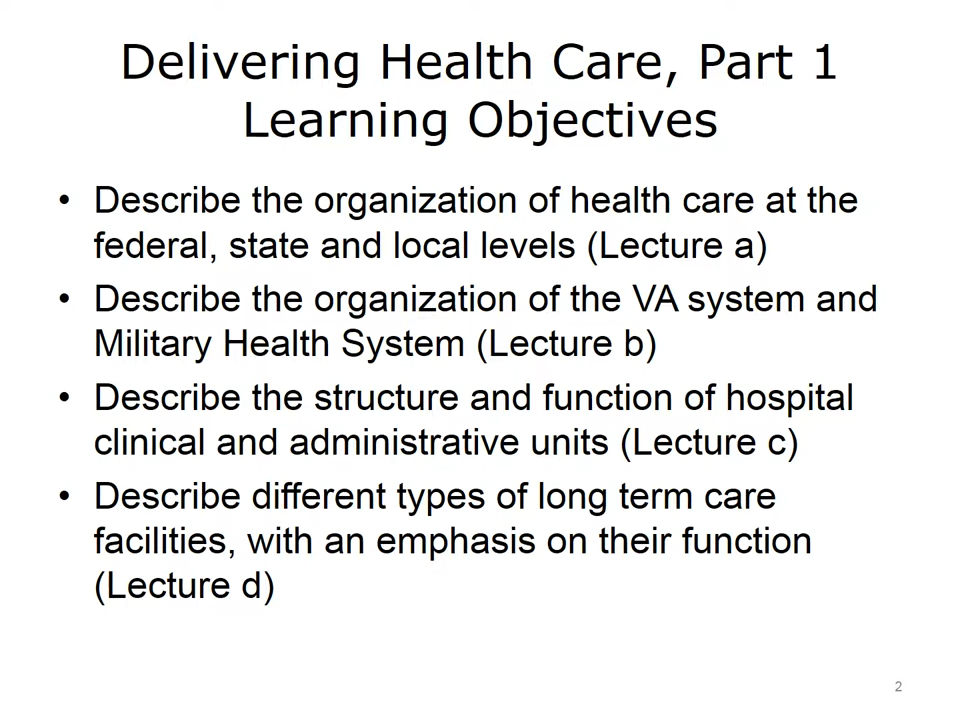 Delivering Health Care, Part 1
Learning Objectives
• Describe the organization of health care at the
federal, state and local levels (Lecture a)
• Describe the organization of the VA system and
Military Health System (Lecture b)
• Describe the structure and function of hospital
clinical and administrative units (Lecture c)
• Describe different types of long term care
facilities, with an emphasis on their function
(Lecture d)
2